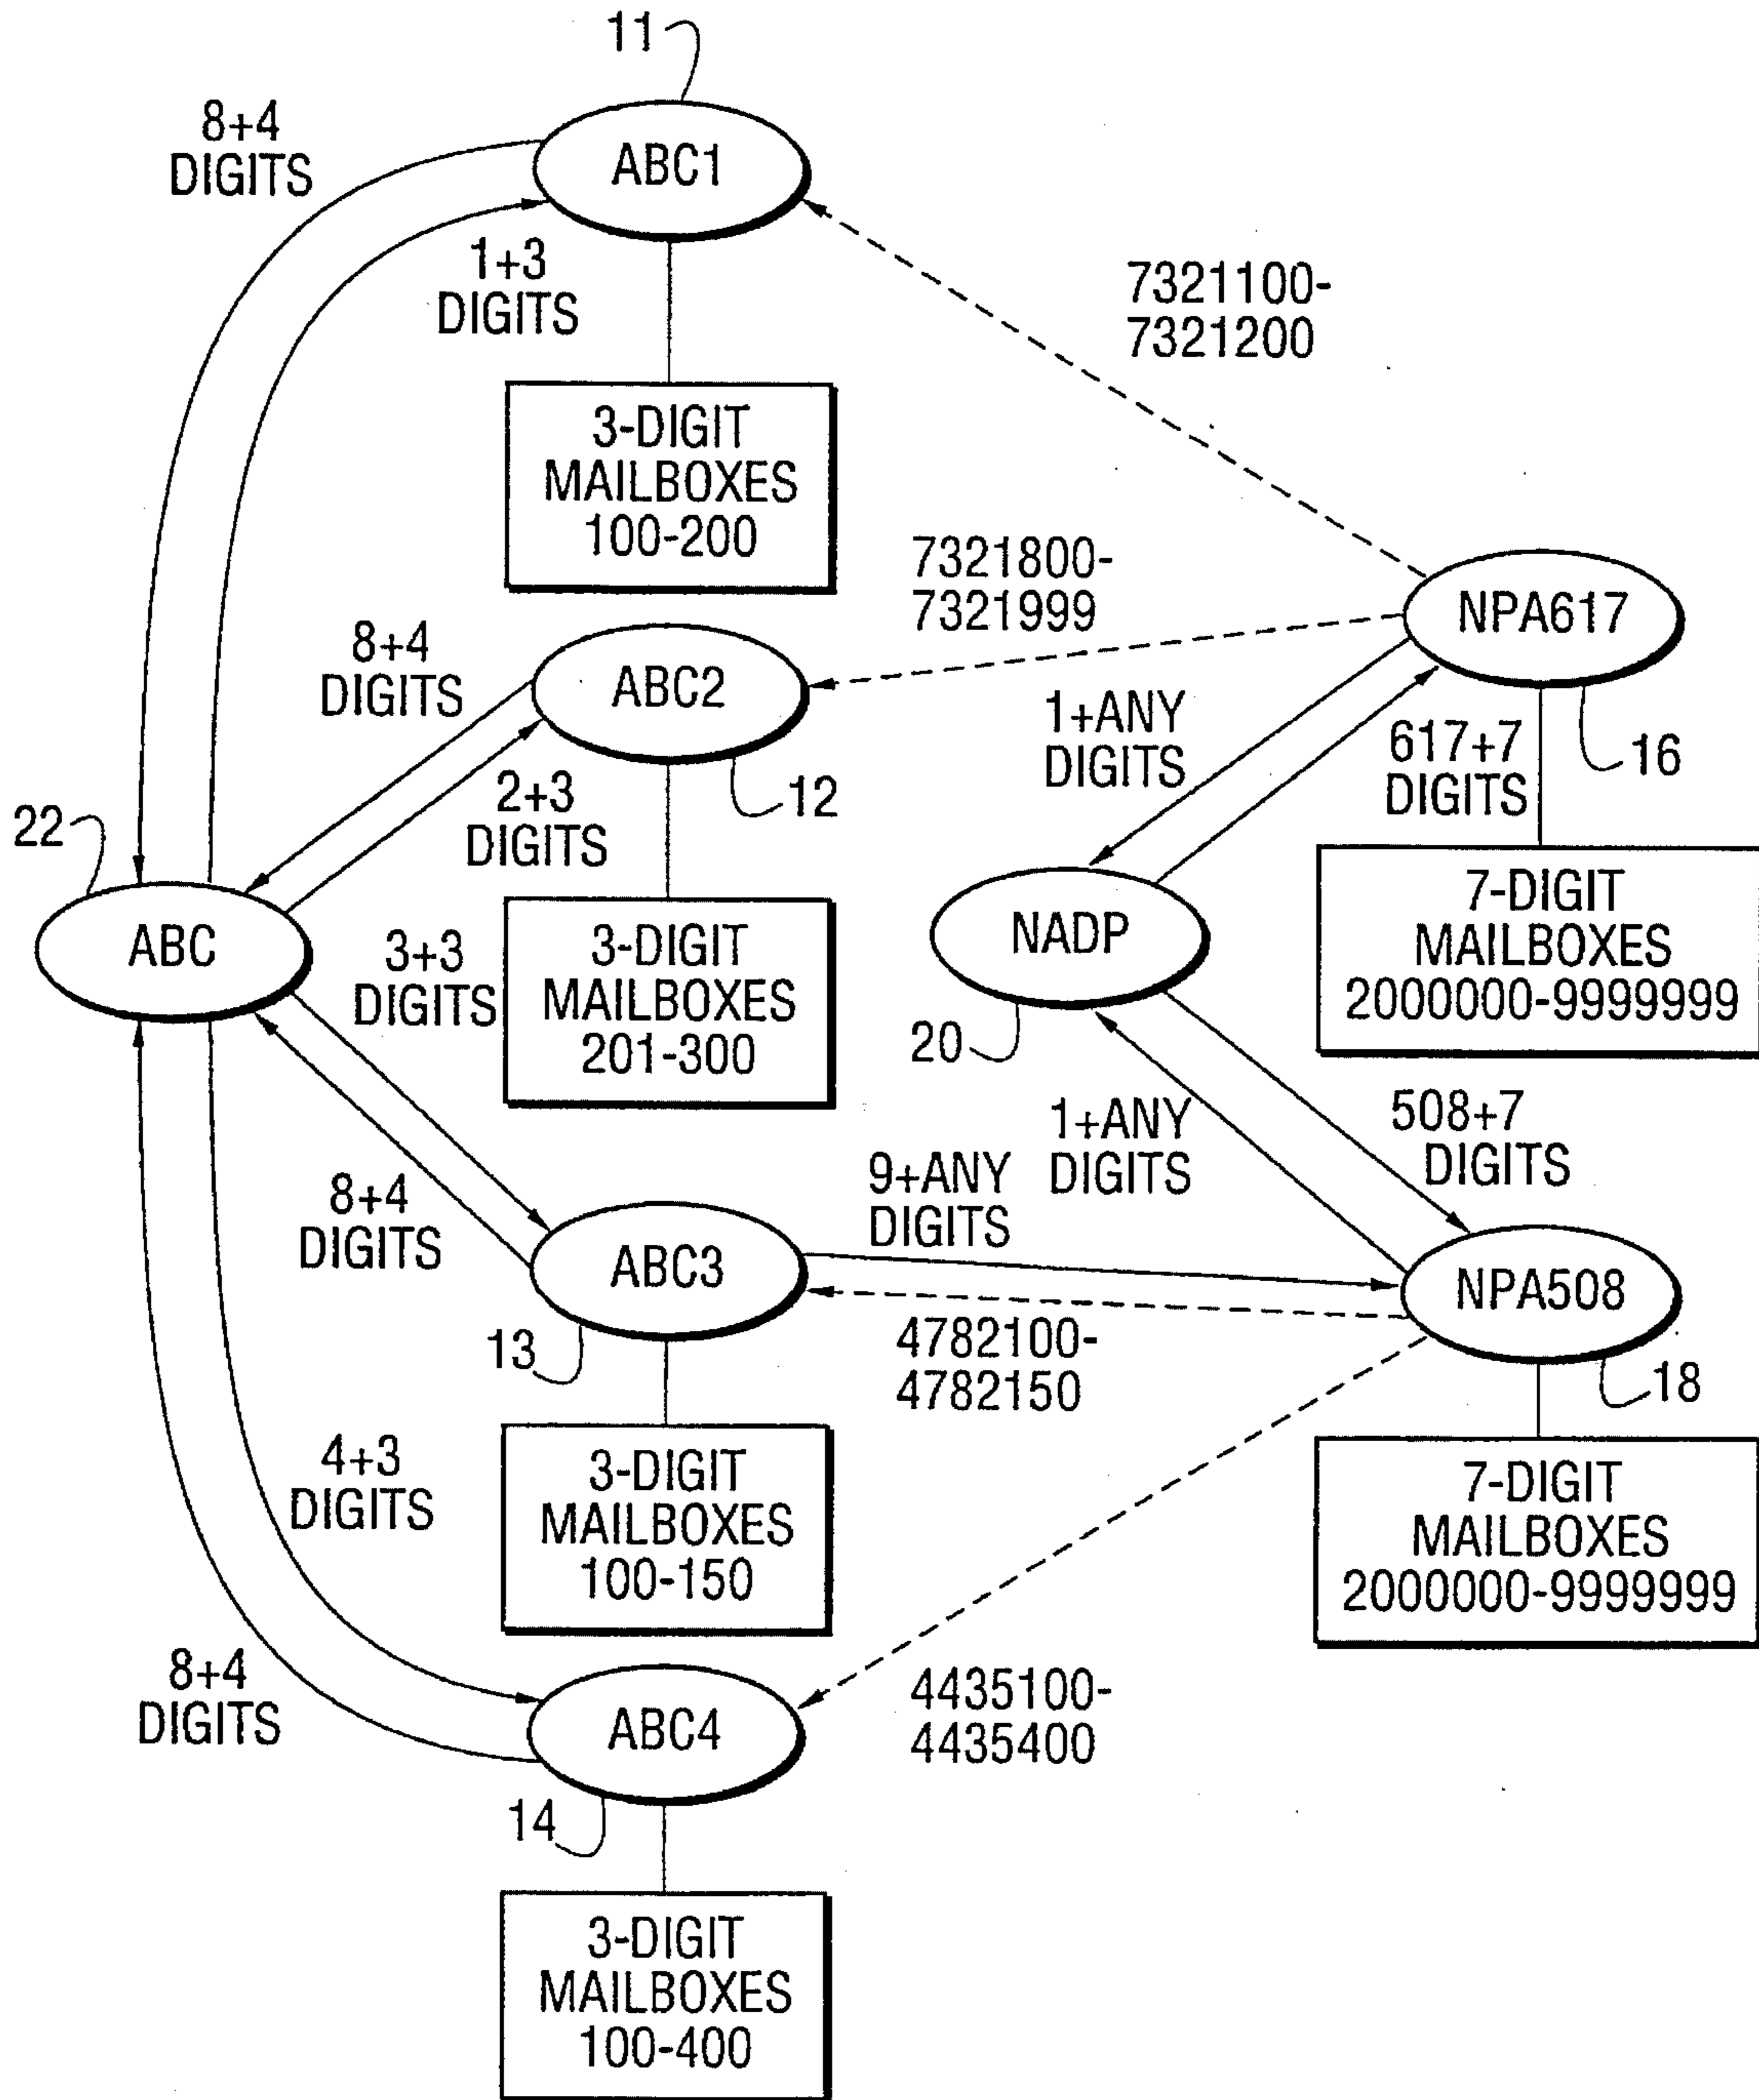 11
8+4
DIGITS
ABC1
1+3
DIGITS
7321100-
7321200
3-DIGIT
MAILBOXES
100-200
7321800-
7321999
NPA617
8+4
DIGITS
ABC2
1+ANY
DIGITS
617+7
DIGITS
16
12
2+3
DIGITS
22
ABC
3+3
DIGITS
3-DIGIT
MAILBOXES
201-300
NADP
20
7-DIGIT
MAILBOXES
2000000-9999999
1+ANY
DIGITS
508+7
DIGITS
9+ANY
DIGITS
8+4
DIGITS
ABC3
NPA508
13
4782100-
4782150
18
4+3
DIGITS
3-DIGIT
MAILBOXES
100-150
7-DIGIT
MAILBOXES
2000000-9999999
8+4
DIGITS
ABC4
4435100-
4435400
14
3-DIGIT
MAILBOXES
100-400